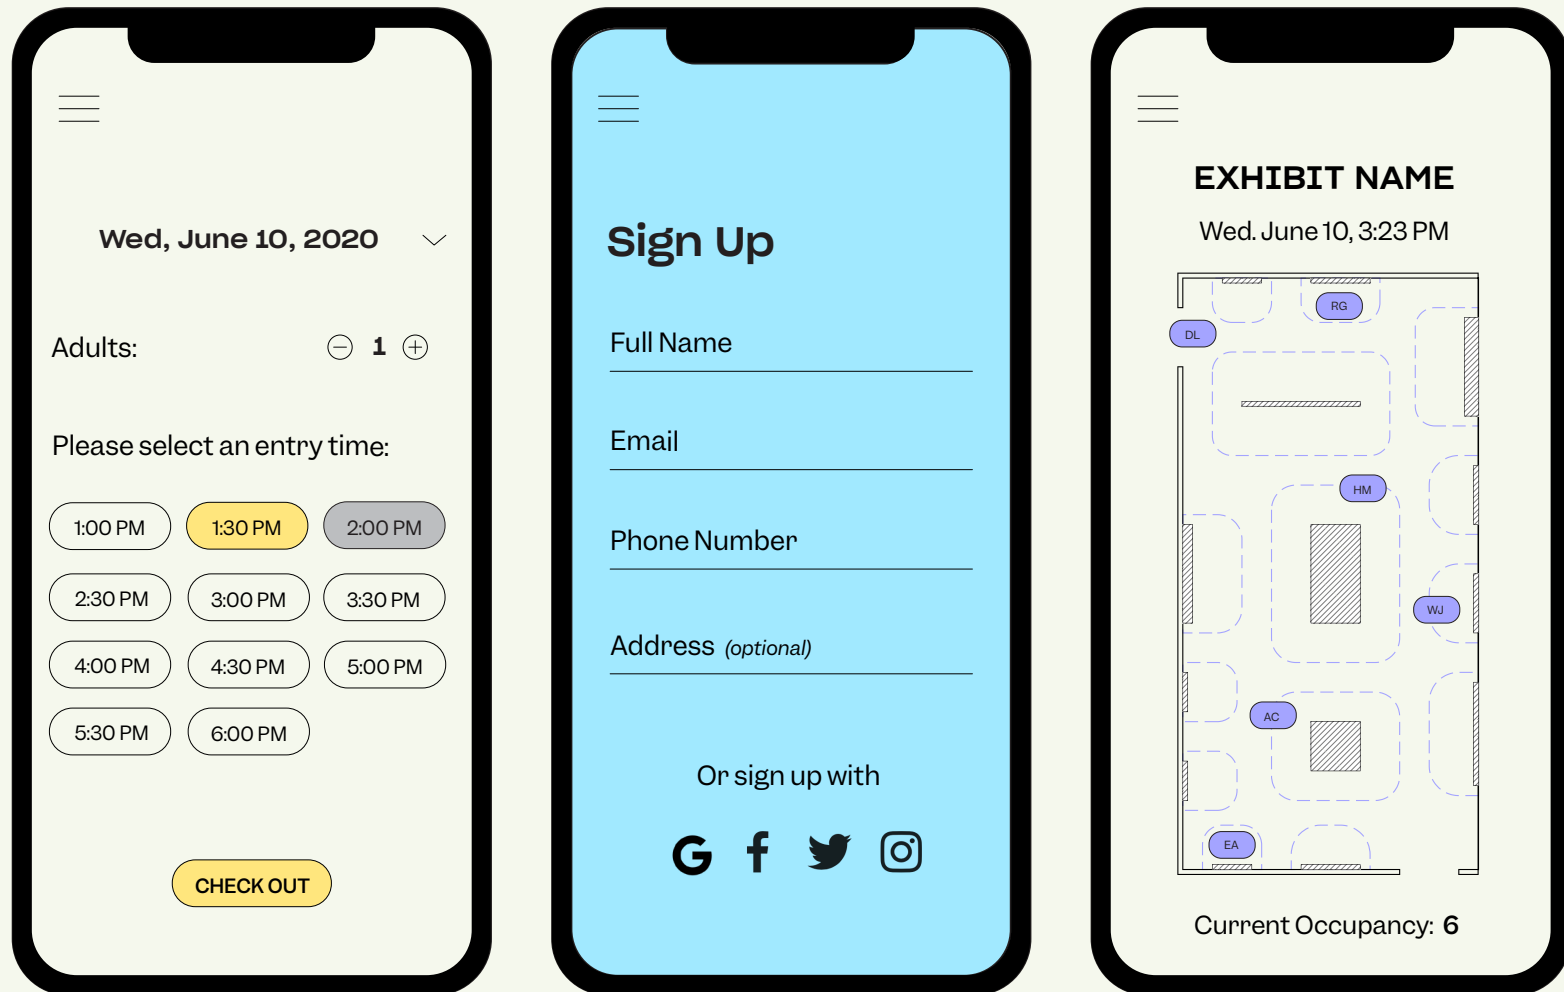 Wed, June 10, 2020
Adults:
1
Please select an entry time:
1:00 PM
1:30 PM
2:00 PM
2:30 PM
3:00 PM
3:30 PM
4:00 PM
4:30 PM
5:00 PM
5:30 PM
6:00 PM
CHECK OUT
Sign Up
Full Name
Email
Phone Number
Address (optional)
Or sign up with
EXHIBIT NAME
Wed. June 10, 3:23 PM
RG
DL
HM
WJ
AC
EA
Current Occupancy: 6